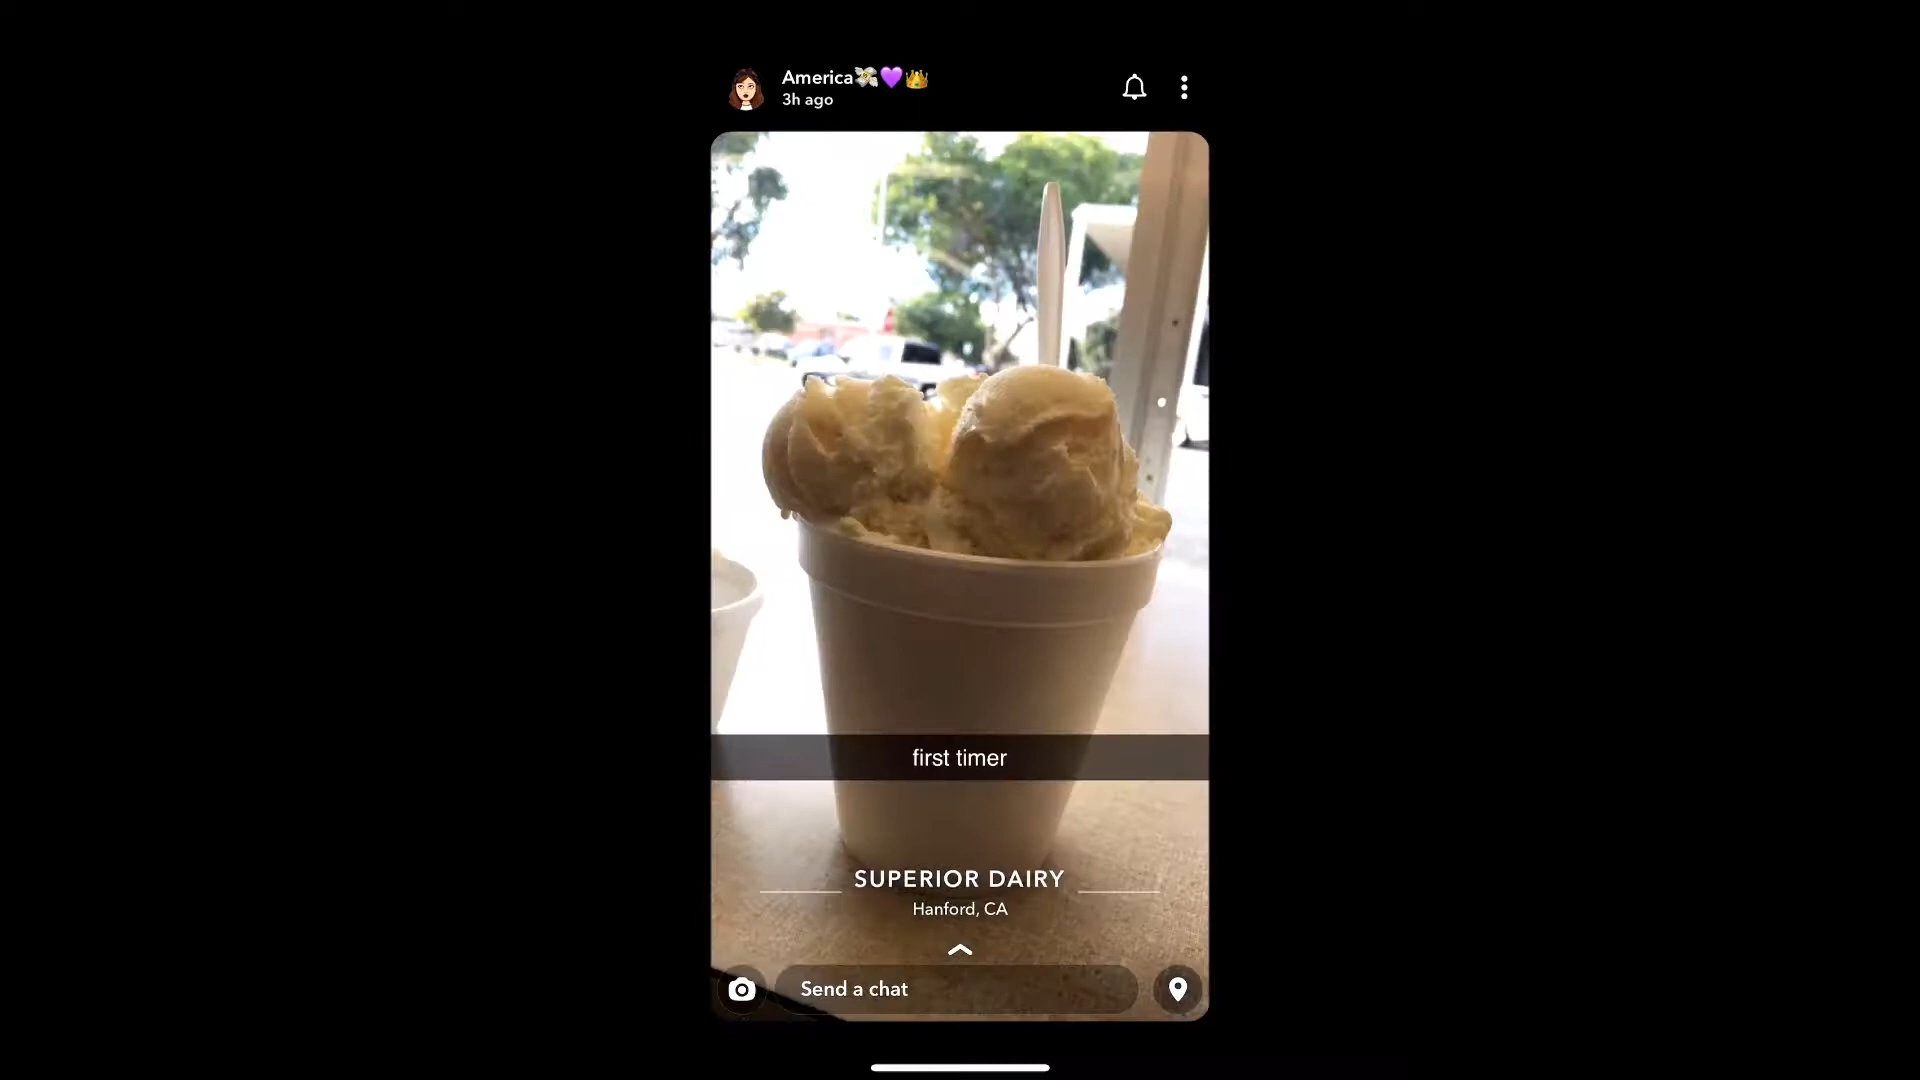 America💸💜👑
3h ago
first timer
SUPERIOR DAIRY
Hanford, CA
Send a chat